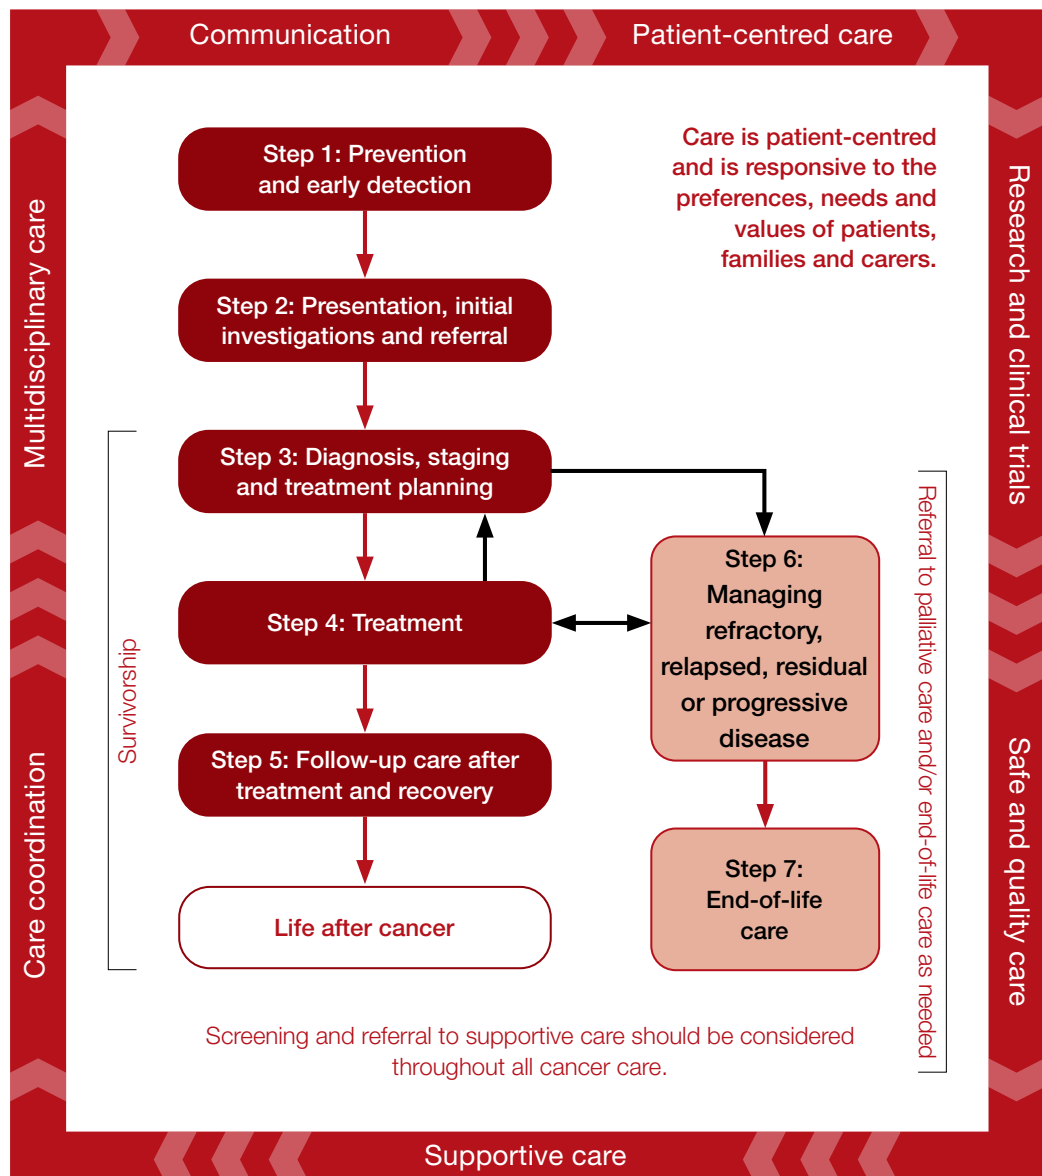 Communication
Patient-centred care
Care is patient-centred
and is responsive to the
preferences, needs and
values of patients,
families and carers.
Step 1: Prevention
and early detection
Step 2: Presentation, initial
investigations and referral
Step 3: Diagnosis, staging
and treatment planning
Step 4: Treatment
Step 5: Follow-up care after
treatment and recovery
Life after cancer
Step 6:
Managing
refractory,
relapsed, residual
or progressive
disease
Step 7:
End-of-life
care
Survivorship
Referral to palliative care and/or end-of-life care as needed
Screening and referral to supportive care should be considered
throughout all cancer care.
Multidisciplinary care
Care coordination
Research and clinical trials
Safe and quality care
Supportive care